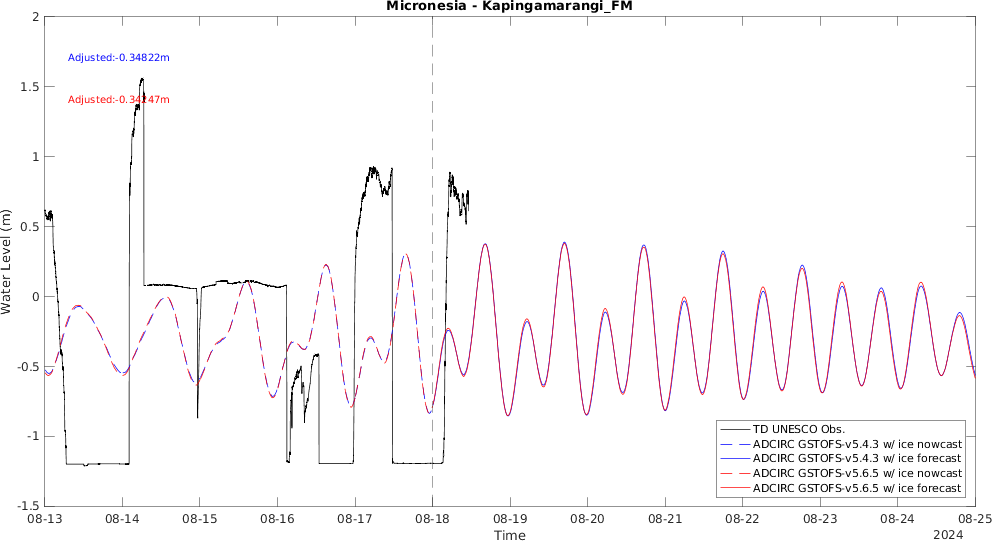 Micronesia - Kapingamarangi_FM
2
1.5
1
0.5
0
-0.5
-1
-1.5
Water Level (m)
Adjusted:-0.34822m
Adjusted:-0.34247m
TD UNESCO Obs.
ADCIRC GSTOFS-v5.4.3 w/ ice nowcast
ADCIRC GSTOFS-v5.4.3 w/ ice forecast
ADCIRC GSTOFS-v5.6.5 w/ ice nowcast
ADCIRC GSTOFS-v5.6.5 w/ ice forecast
08-13 08-14 08-15 08-16 08-17 08-18 08-19 08-20 08-21 08-22 08-23 08-24 08-25
Time
2024